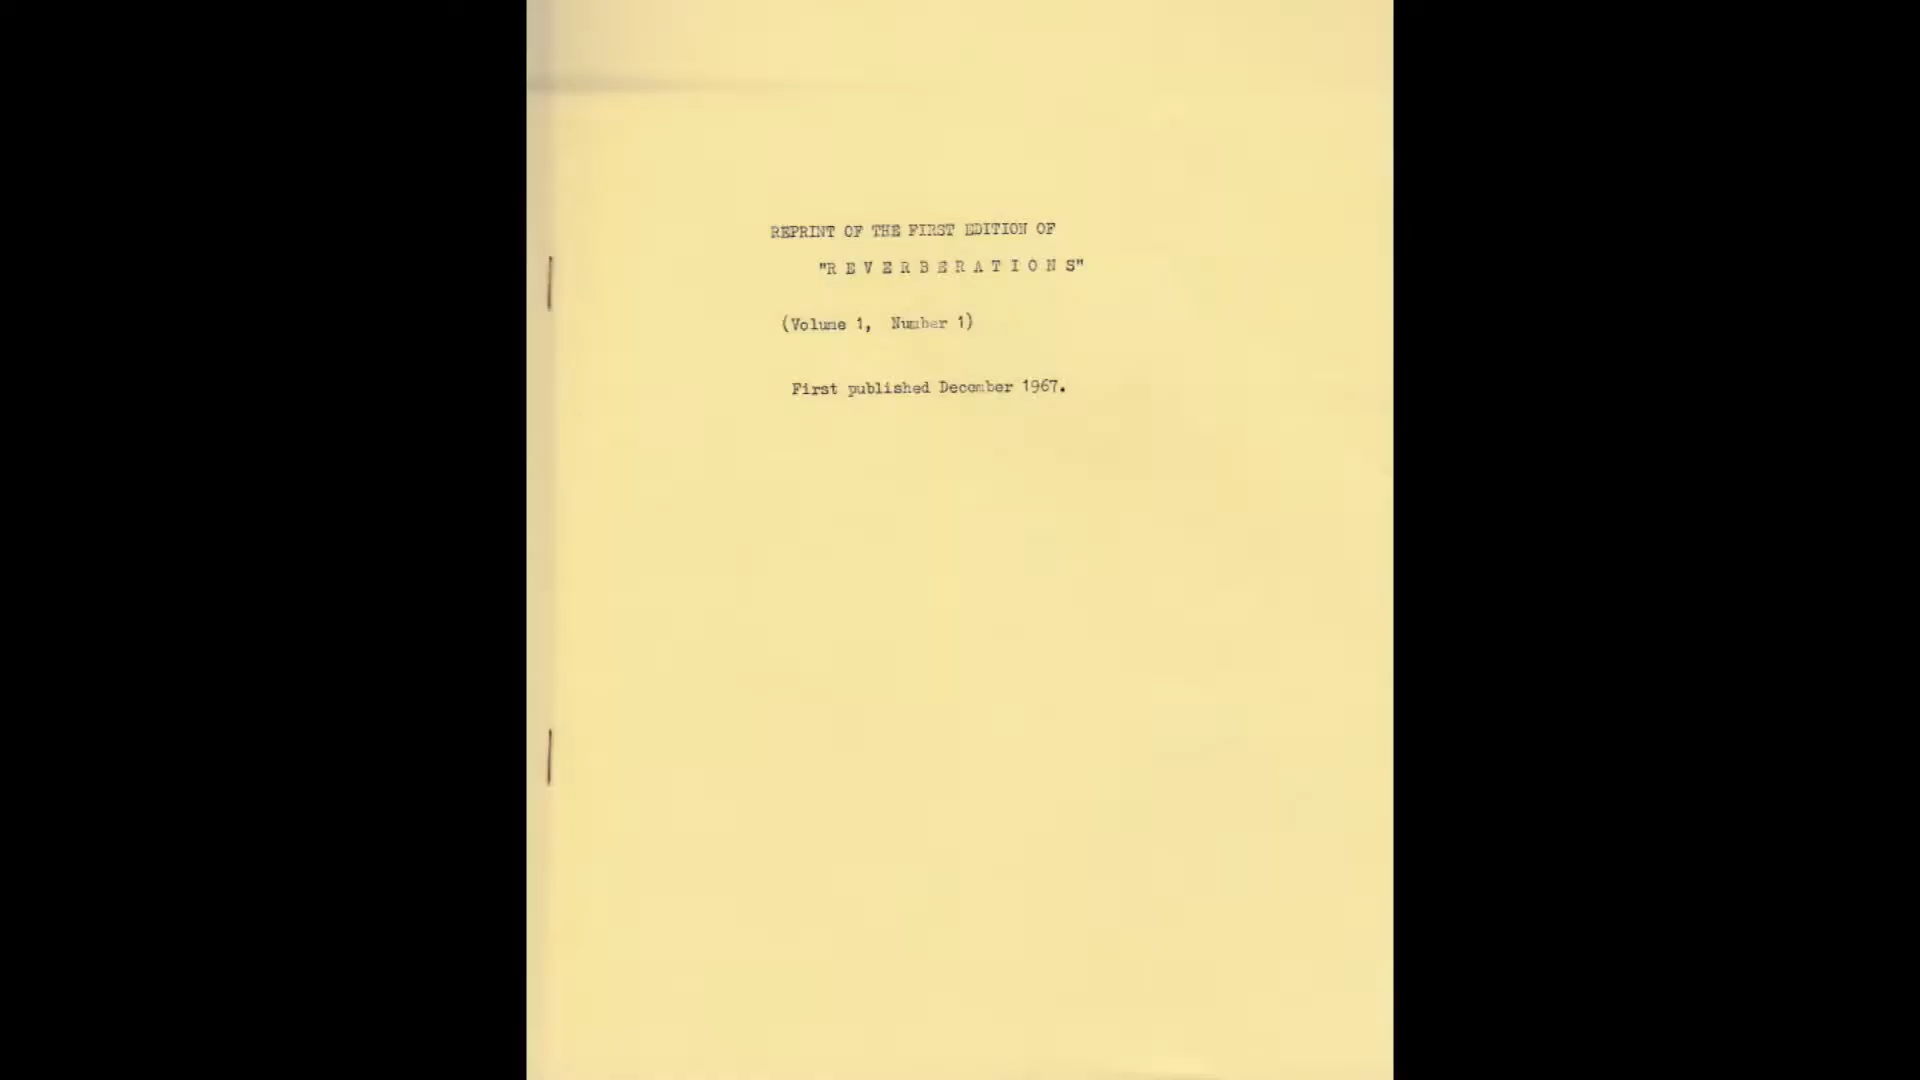 REPRINT OF THE FIRST EDITION OF
"R E V E R B E R A T I O N S"
(Volume 1, Number 1)
First published December 1967.